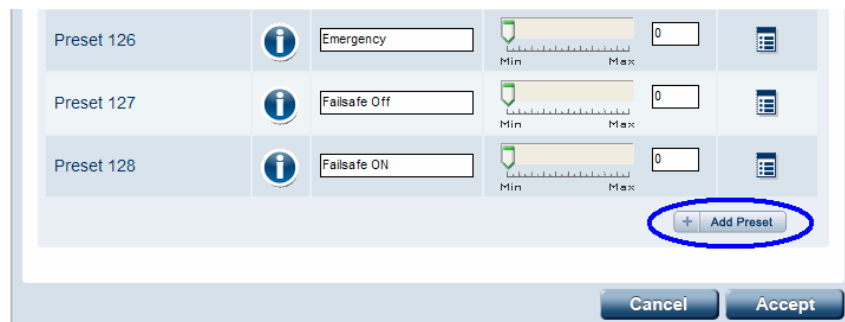 Preset 126 Emergency Min Max 0
Preset 127 Failsafe Off Min Max 0
Preset 128 Failsafe ON Min Max 0
+ Add Preset
Cancel Accept